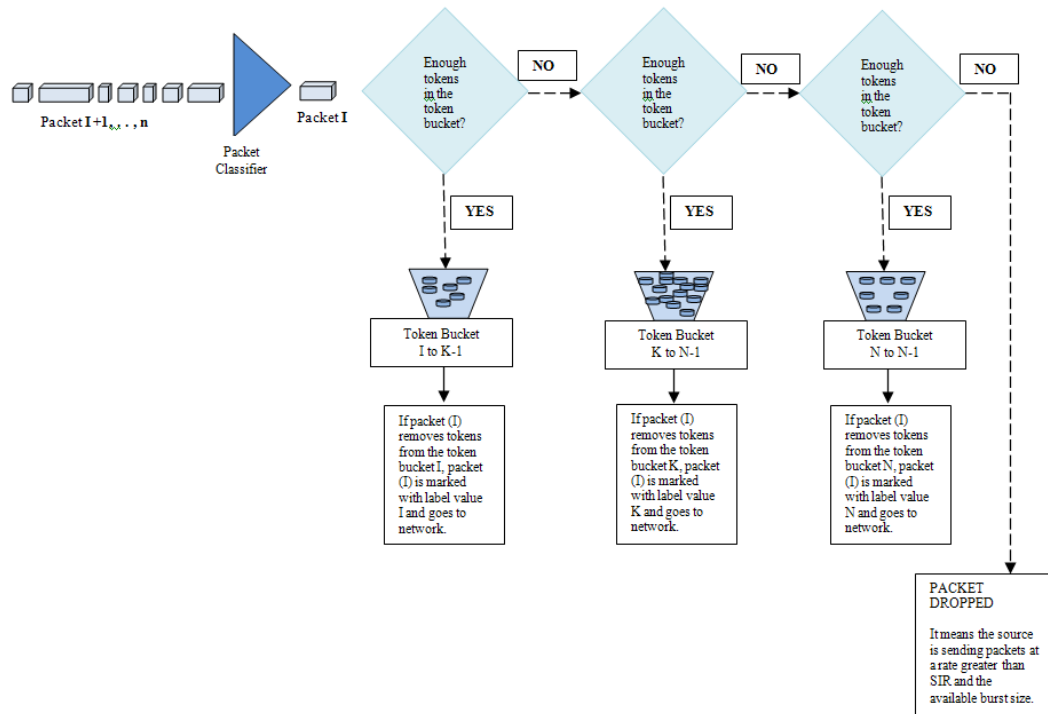 Packet I+1, . . , n
Packet
Classifier
Packet I
Enough
tokens
in the
token
bucket?
NO
Enough
tokens
in the
token
bucket?
NO
Enough
tokens
in the
token
bucket?
NO
YES
YES
YES
Token Bucket
I to K-1
Token Bucket
K to N-1
Token Bucket
N to N-1
If packet (I)
removes tokens
from the token
bucket I, packet
(I) is marked
with label value
I and goes to
network.
If packet (I)
removes tokens
from the token
bucket K, packet
(I) is marked
with label value
K and goes to
network.
If packet (I)
removes tokens
from the token
bucket N, packet
(I) is marked
with label value
N and goes to
network.
PACKET
DROPPED
It means the source
is sending packets at
a rate greater than
SIR and the
available burst size.